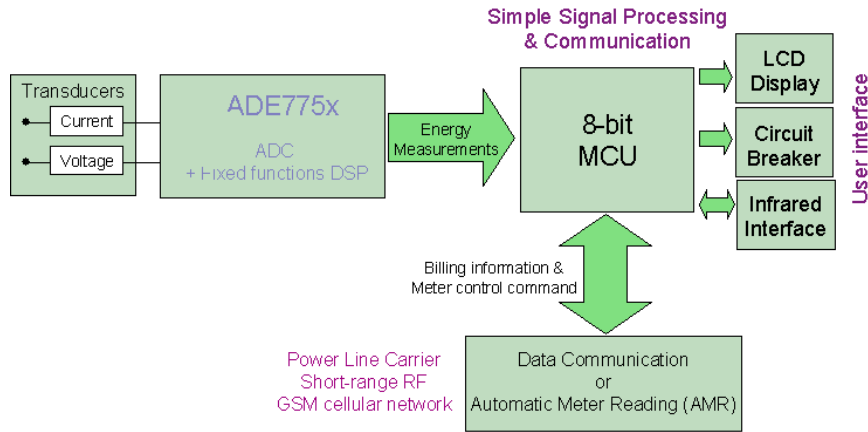 Simple Signal Processing
& Communication
Transducers
Current
Voltage
ADE775x
ADC
+ Fixed functions DSP
Energy
Measurements
8-bit
MCU
LCD
Display
Circuit
Breaker
Infrared
Interface
User interface
Billing information &
Meter control command
Power Line Carrier
Short-range RF
GSM cellular network
Data Communication
or
Automatic Meter Reading (AMR)